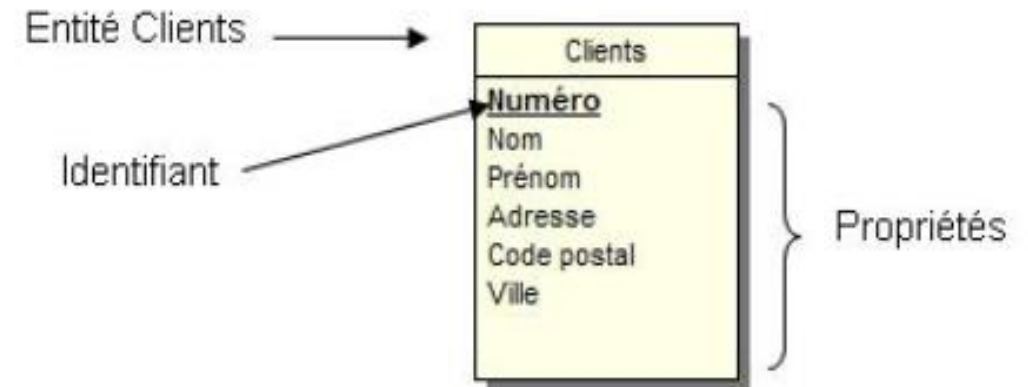 Entité Clients
Clients
Numéro
Nom
Identifiant
Prénom
Adresse
Propriétés
Code postal
Ville